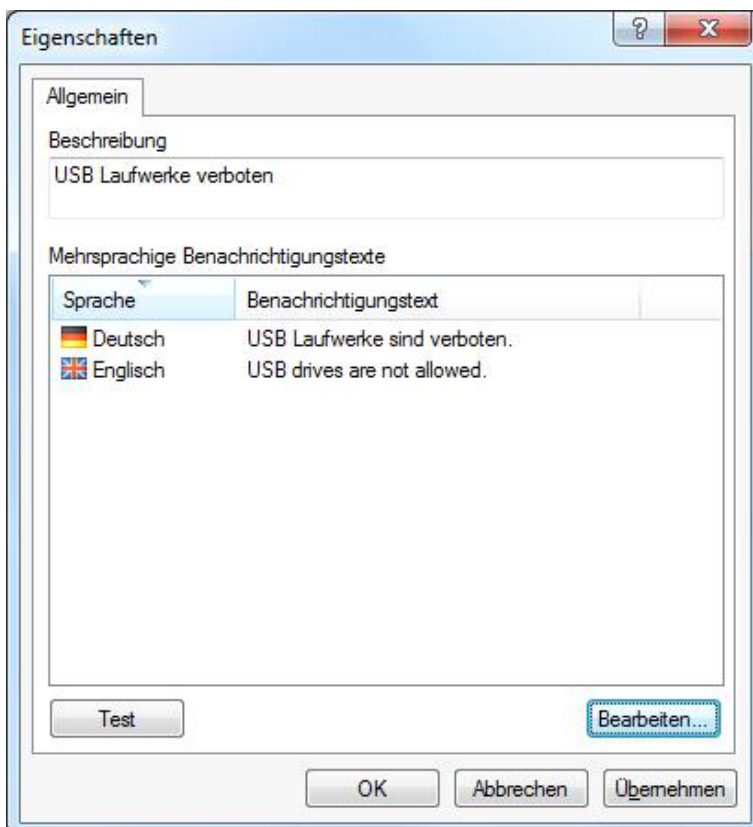 Eigenschaften
Allgemein
Beschreibung
USB Laufwerke verboten
Mehrsprachige Benachrichtigungstexte
Sprache Benachrichtigungstext
Deutsch USB Laufwerke sind verboten.
Englisch USB drives are not allowed.
Test Bearbeiten...
OK Abbrechen Übernehmen